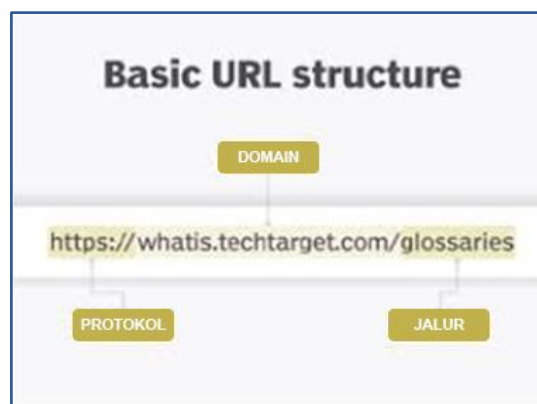 Basic URL structure
DOMAIN
https://whatis.techtarget.com/glossaries
PROTOKOL
JALUR